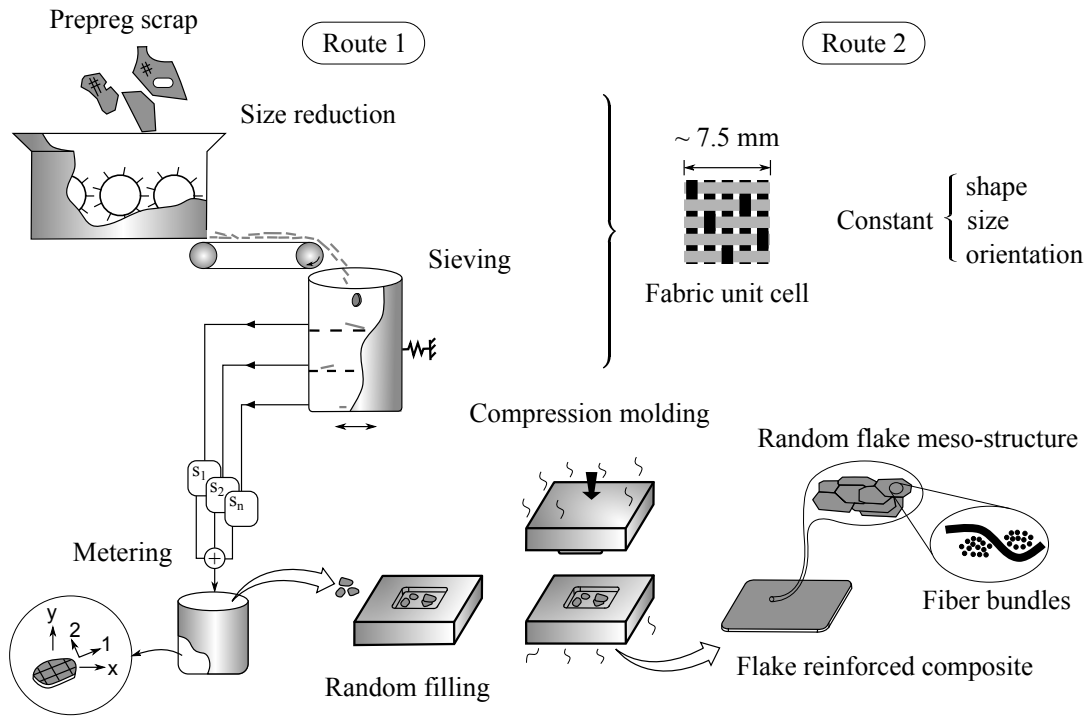 Prepreg scrap
Route 1
Route 2
Size reduction
~ 7.5 mm
Constant
shape
size
orientation
Fabric unit cell
Sieving
Compression molding
Random flake meso-structure
s1
s2
sn
Metering
Fiber bundles
y
2
1
x
Random filling
Flake reinforced composite